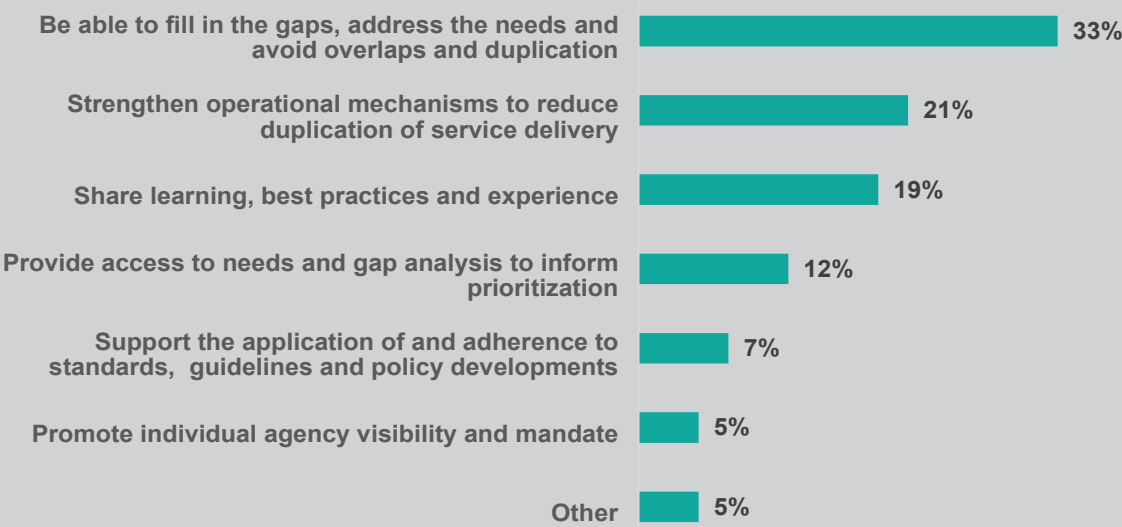 Be able to fill in the gaps, address the needs and
avoid overlaps and duplication
33%
Strengthen operational mechanisms to reduce
duplication of service delivery
21%
Share learning, best practices and experience
19%
Provide access to needs and gap analysis to inform
prioritization
12%
Support the application of and adherence to
standards,  guidelines and policy developments
7%
Promote individual agency visibility and mandate
5%
Other
5%